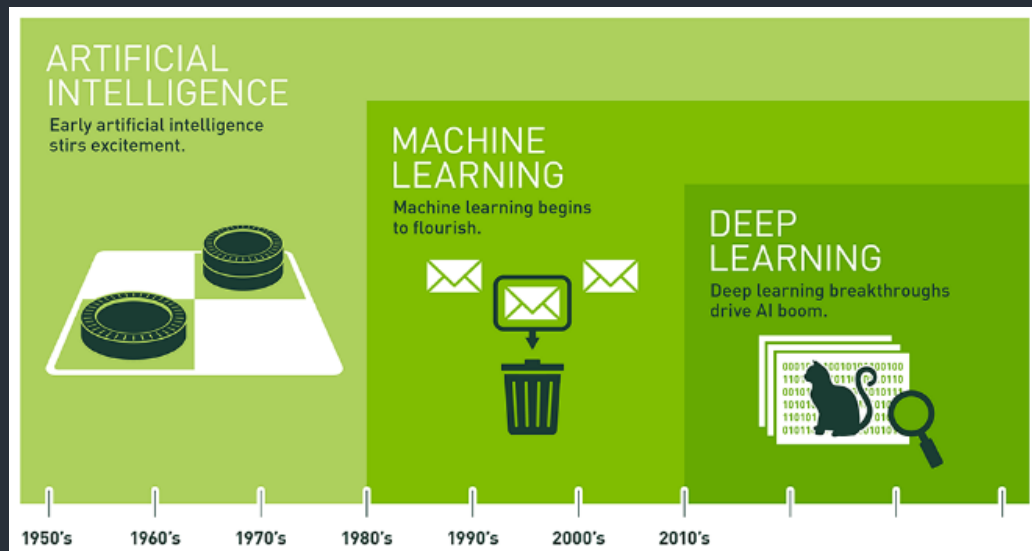 ARTIFICIAL
INTELLIGENCE
Early artificial intelligence
stirs excitement.
MACHINE
LEARNING
Machine learning begins
to flourish.
DEEP
LEARNING
Deep learning breakthroughs
drive AI boom.
1950's 1960's 1970's 1980's 1990's 2000's 2010's